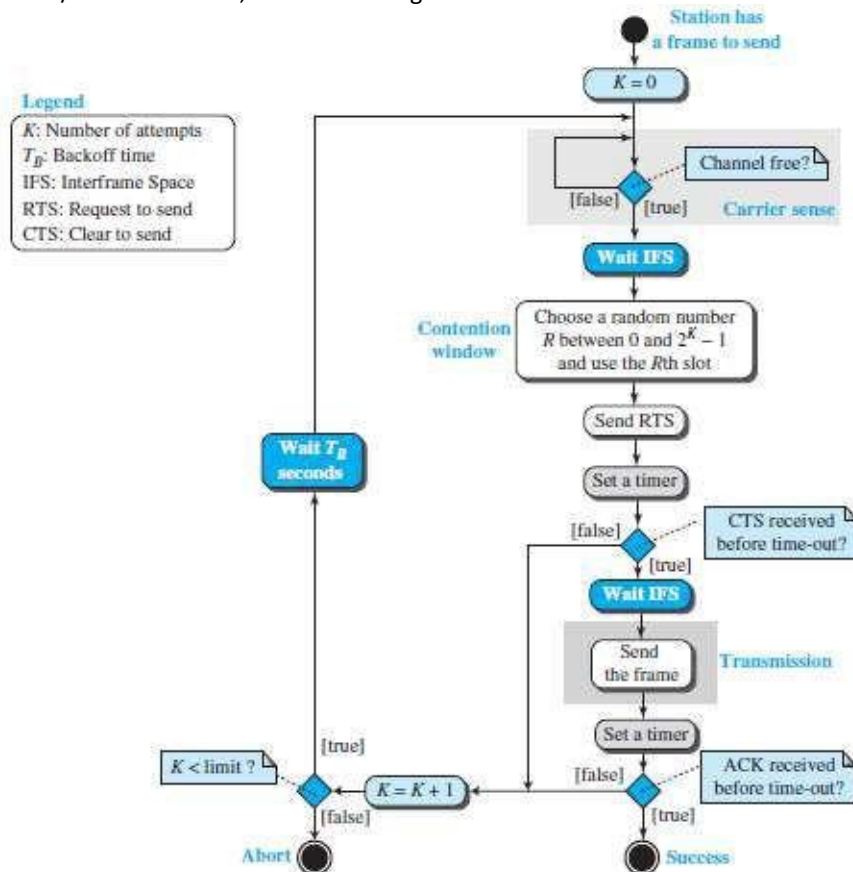 Station has
a frame to send
K = 0
Legend
K: Number of attempts
T_B: Backoff time
IFS: Interframe Space
RTS: Request to send
CTS: Clear to send
Channel free?
[false]
[true]
Carrier sense
Wait IFS
Contention
window
Choose a random number
R between 0 and 2^K – 1
and use the Rth slot
Send RTS
Wait T_B
seconds
Set a timer
[false]
CTS received
before time-out?
[true]
Wait IFS
Send
the frame
Transmission
Set a timer
[true]
K < limit ?
[false]
ACK received
before time-out?
K = K + 1
[false]
[true]
Abort
Success